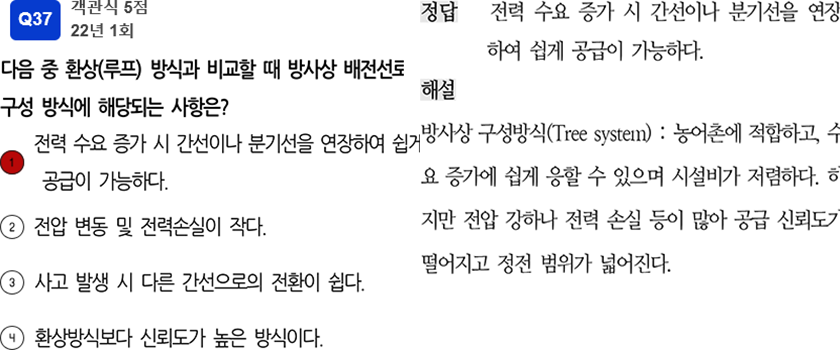 Q37
객관식 5점
22년 1회
다음 중 환상(루프) 방식과 비교할 때 방사상 배전선로
구성 방식에 해당되는 사항은?
1 전력 수요 증가 시 간선이나 분기선을 연장하여 쉽게
공급이 가능하다.
2 전압 변동 및 전력손실이 작다.
3 사고 발생 시 다른 간선으로의 전환이 쉽다.
4 환상방식보다 신뢰도가 높은 방식이다.
정답 전력 수요 증가 시 간선이나 분기선을 연장
하여 쉽게 공급이 가능하다.
해설
방사상 구성방식(Tree system) : 농어촌에 적합하고, 수
요 증가에 쉽게 응할 수 있으며 시설비가 저렴하다. 하
지만 전압 강하나 전력 손실 등이 많아 공급 신뢰도가
떨어지고 정전 범위가 넓어진다.